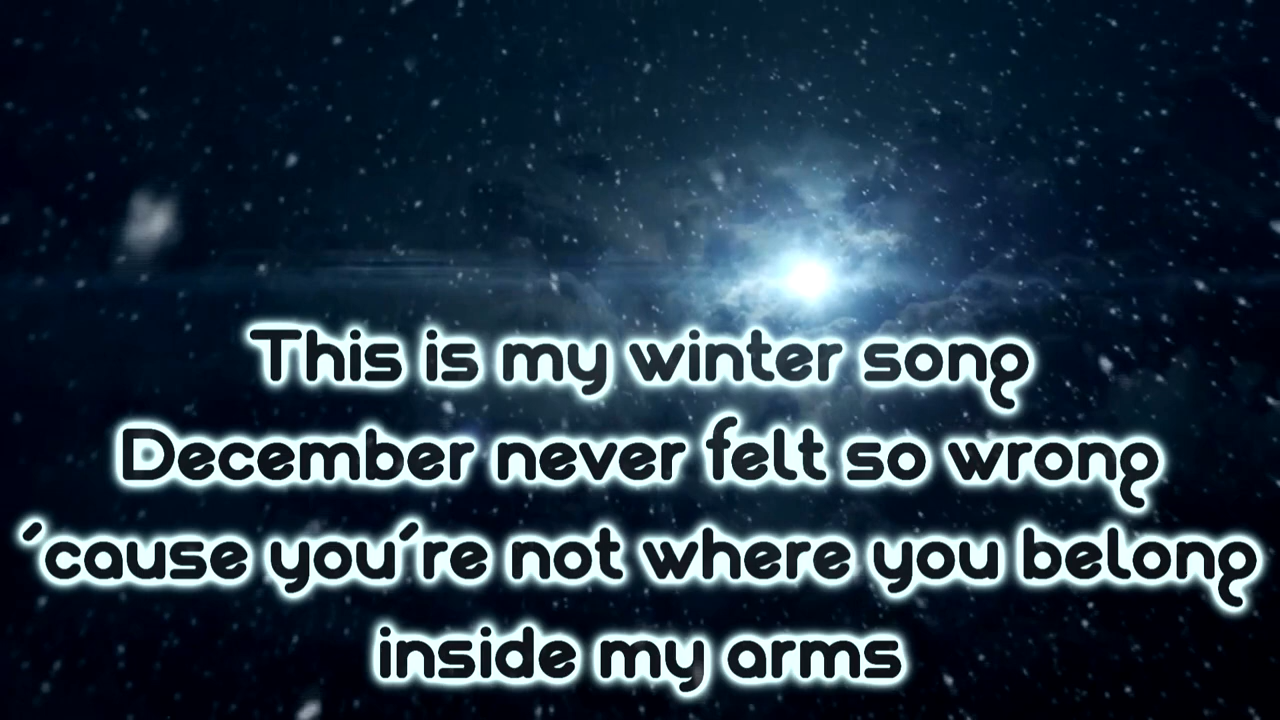 This is my winter song
December never felt so wrong
´cause you´re not where you belong
inside my arms